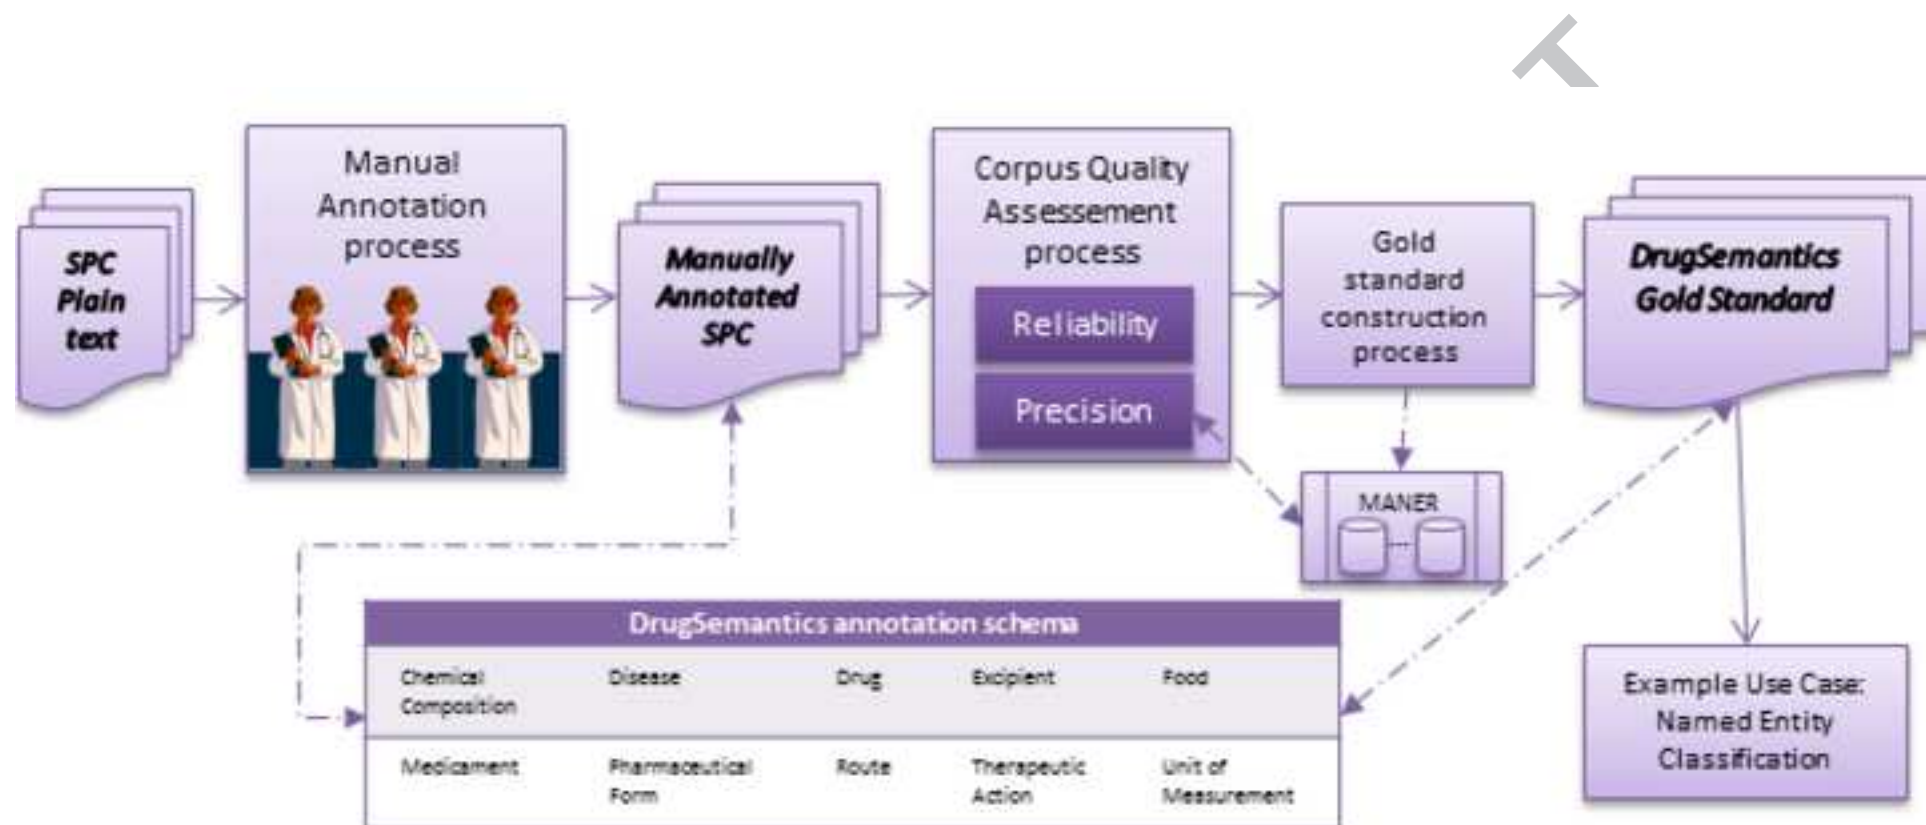 SPC
Plain
text
Manual
Annotation
process
Manually
Annotated
SPC
Corpus Quality
Assessement
process
Reliability
Precision
Gold
standard
construction
process
DrugSemantics
Gold Standard
MANER
DrugSemantics annotation schema
Chemical
Composition
Disease
Drug
Excipient
Food
Medicament
Pharmaceutical
Form
Route
Therapeutic
Action
Unit of
Measurement
Example Use Case:
Named Entity
Classification